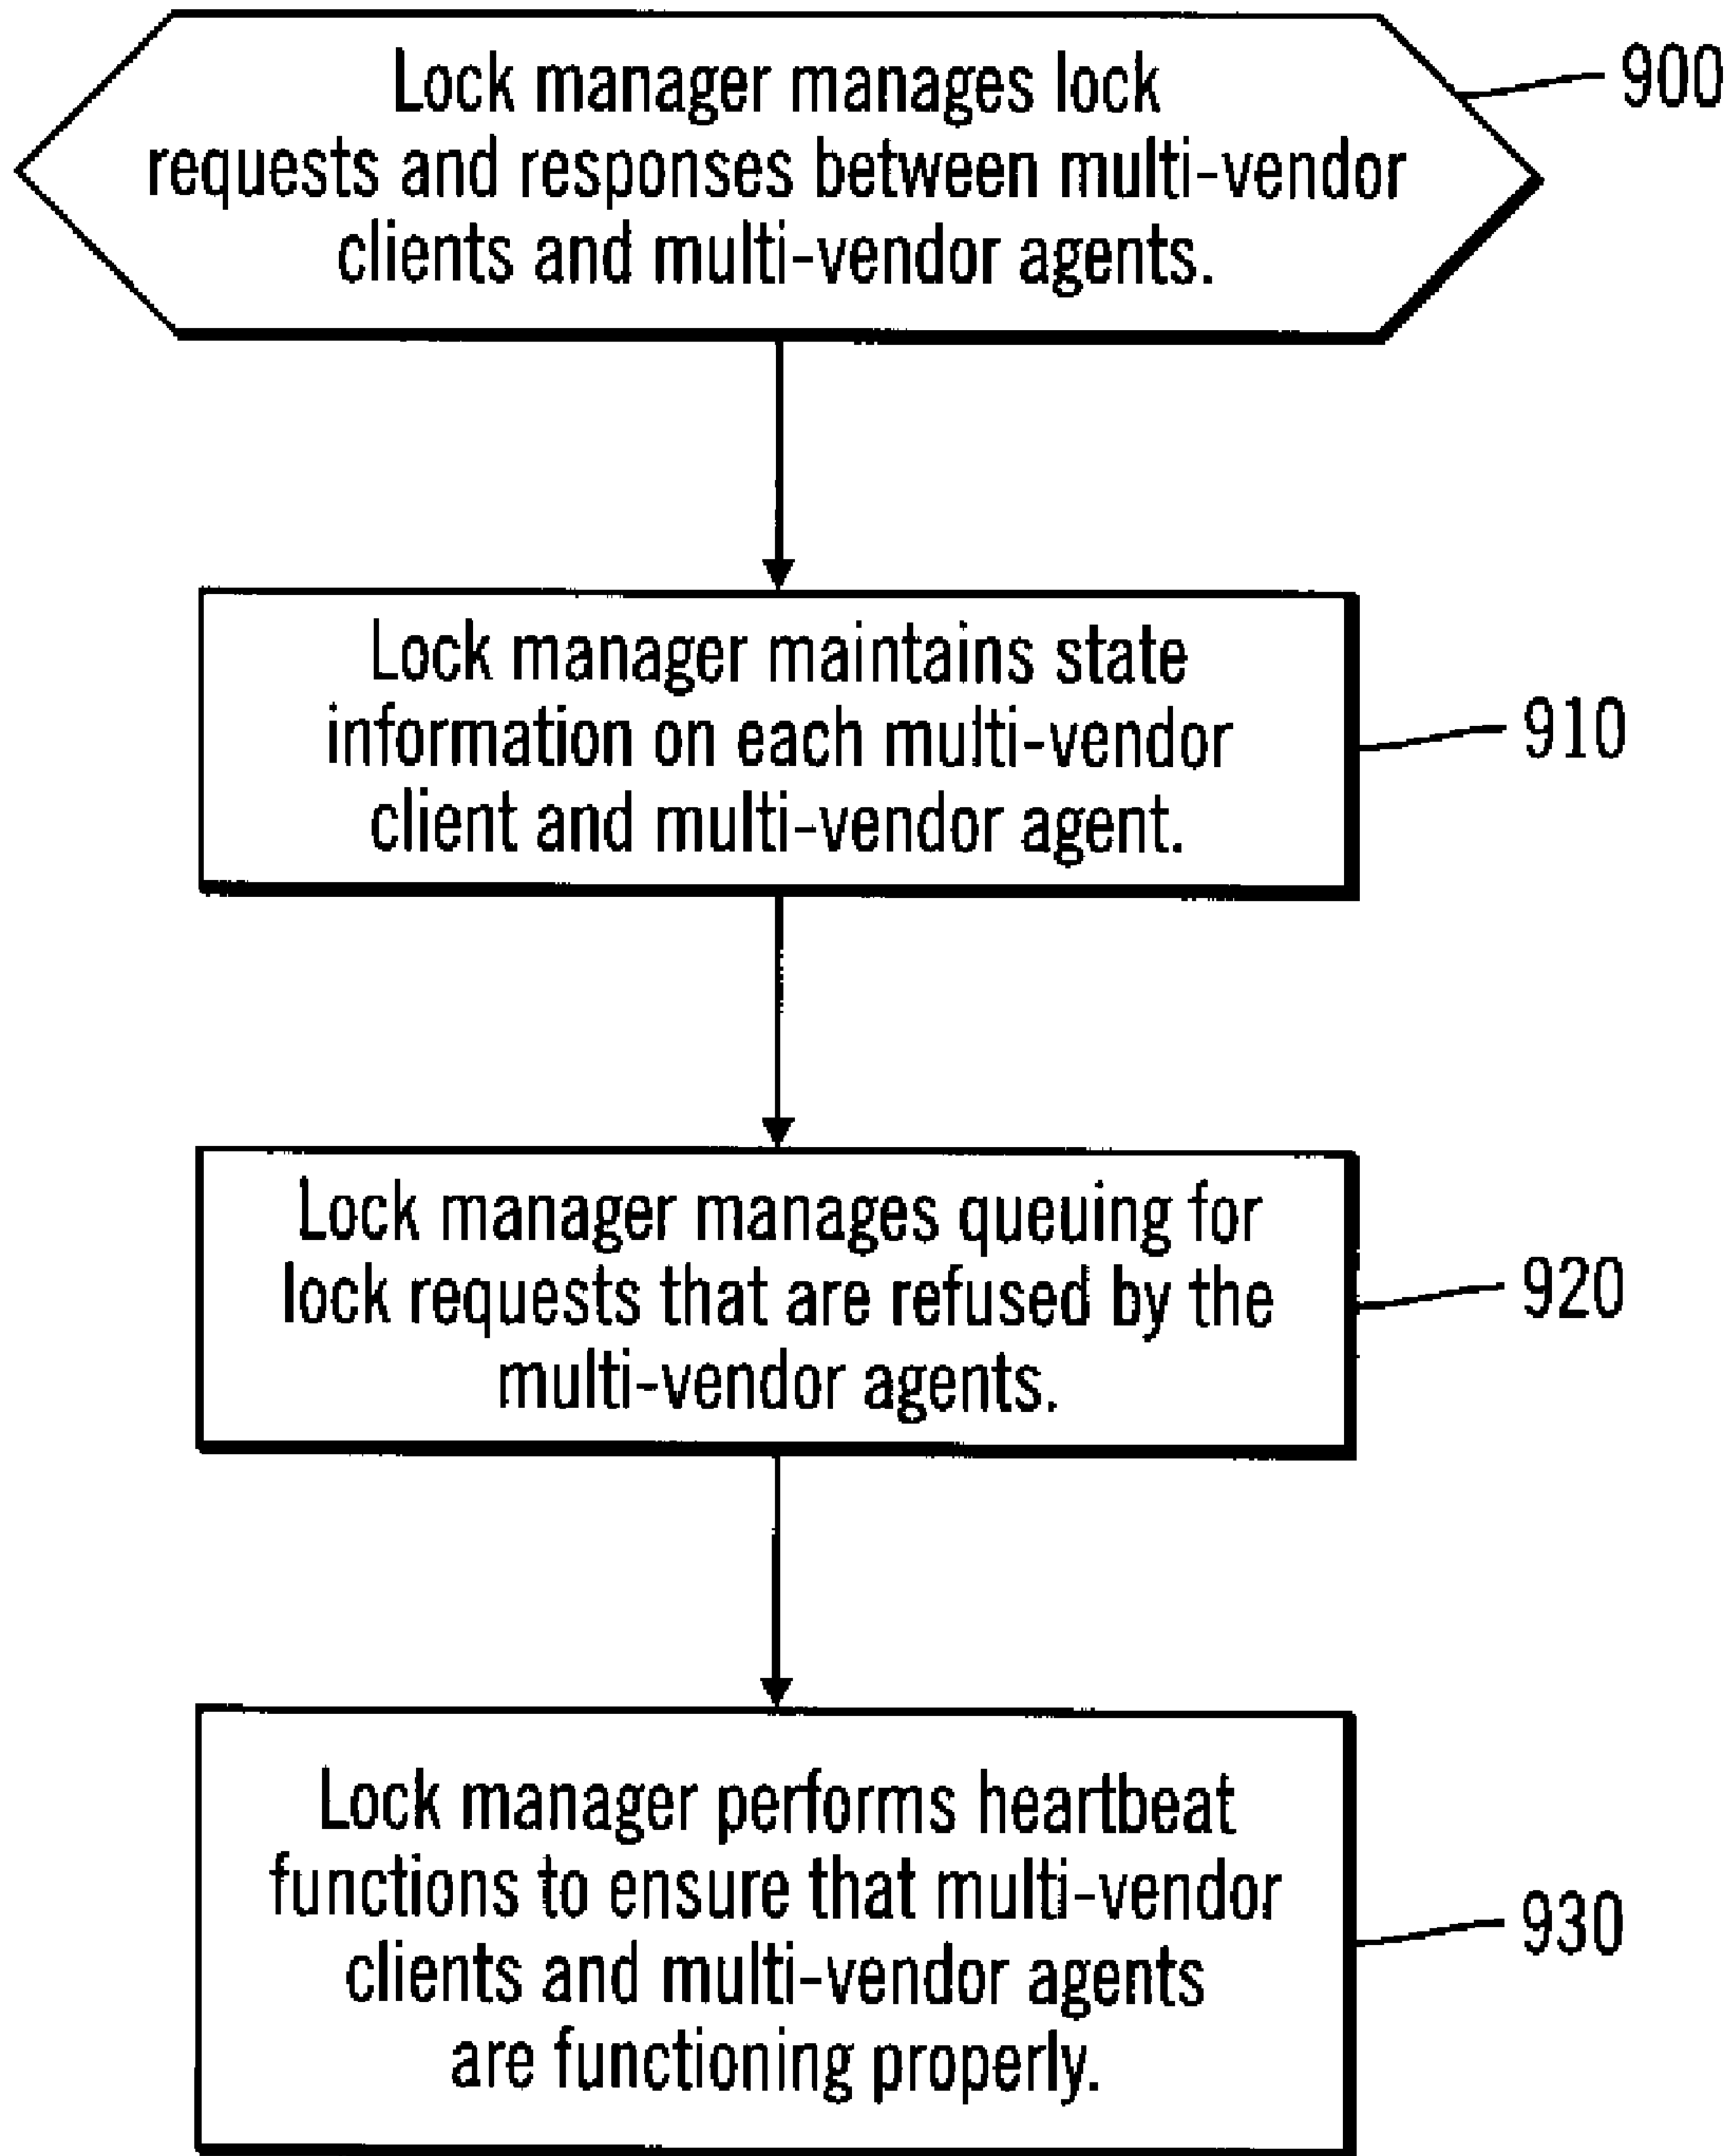 Lock manager manages lock
requests and responses between multi-vendor
clients and multi-vendor agents.
900
Lock manager maintains state
information on each multi-vendor
client and multi-vendor agent.
910
Lock manager manages queuing for
lock requests that are refused by the
multi-vendor agents.
920
Lock manager performs heartbeat
functions to ensure that multi-vendor
clients and multi-vendor agents
are functioning properly.
930